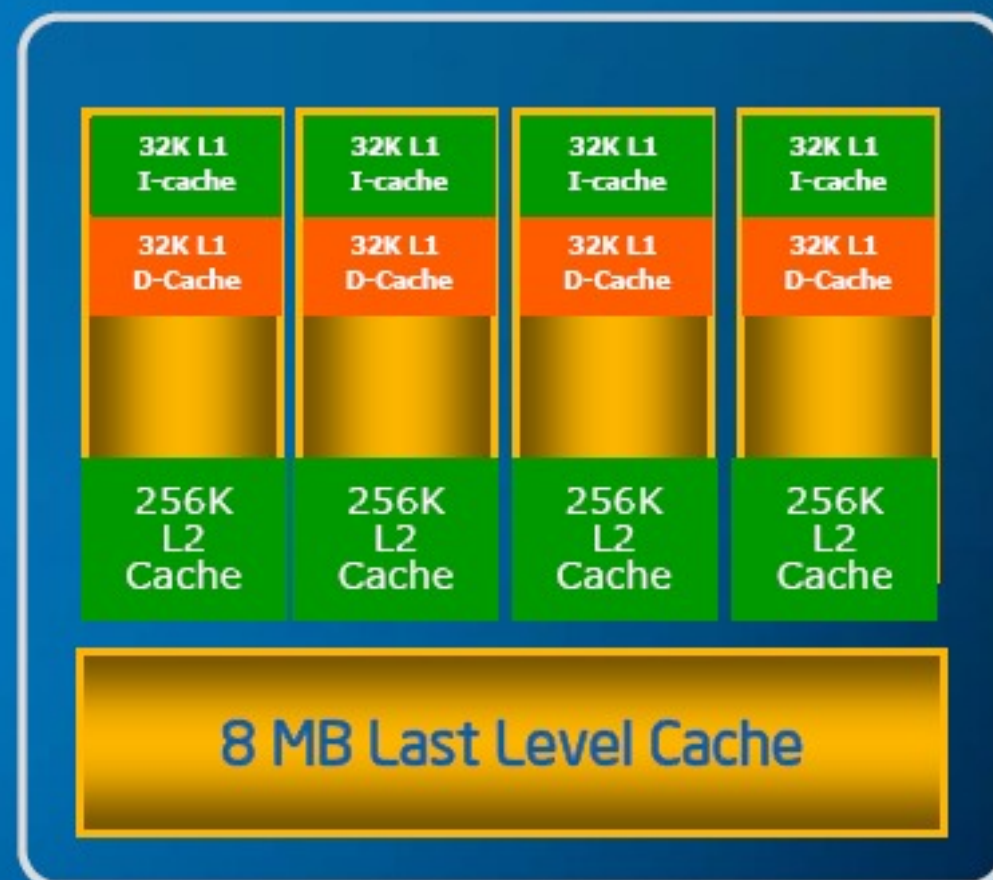 32K L1
I-cache
32K L1
I-cache
32K L1
I-cache
32K L1
I-cache
32K L1
D-Cache
32K L1
D-Cache
32K L1
D-Cache
32K L1
D-Cache
256K
L2
Cache
256K
L2
Cache
256K
L2
Cache
256K
L2
Cache
8 MB Last Level Cache